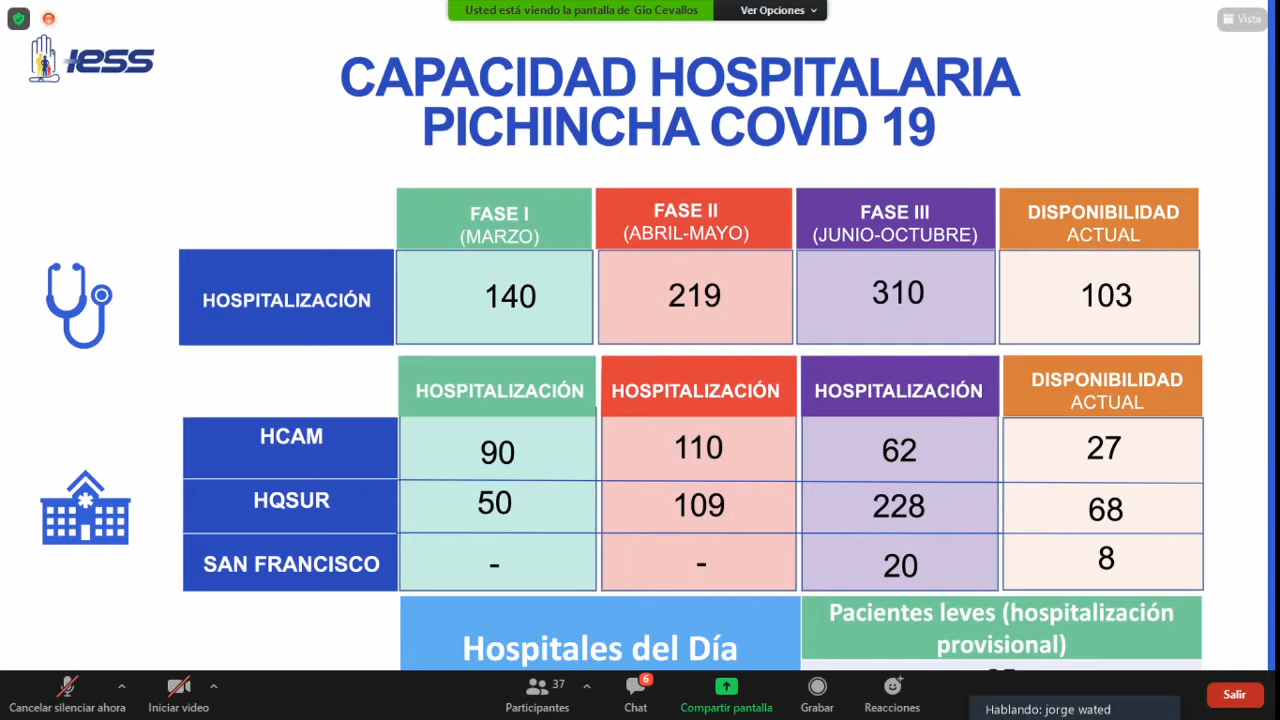 Usted está viendo la pantalla de Gio Cevallos
Ver Opciones
Vista
IESS
CAPACIDAD HOSPITALARIA
PICHINCHA COVID 19
FASE I
(MARZO)
FASE II
(ABRIL-MAYO)
FASE III
(JUNIO-OCTUBRE)
DISPONIBILIDAD
ACTUAL
HOSPITALIZACIÓN
140
219
310
103
HOSPITALIZACIÓN
HOSPITALIZACIÓN
HOSPITALIZACIÓN
DISPONIBILIDAD
ACTUAL
HCAM
90
110
62
27
HQSUR
50
109
228
68
SAN FRANCISCO
-
-
20
8
Hospitales del Día
Pacientes leves (hospitalización
provisional)
Cancelar silenciar ahora
Iniciar video
37
Participantes
6
Chat
Compartir pantalla
Grabar
Reacciones
Hablando: jorge wated
Salir